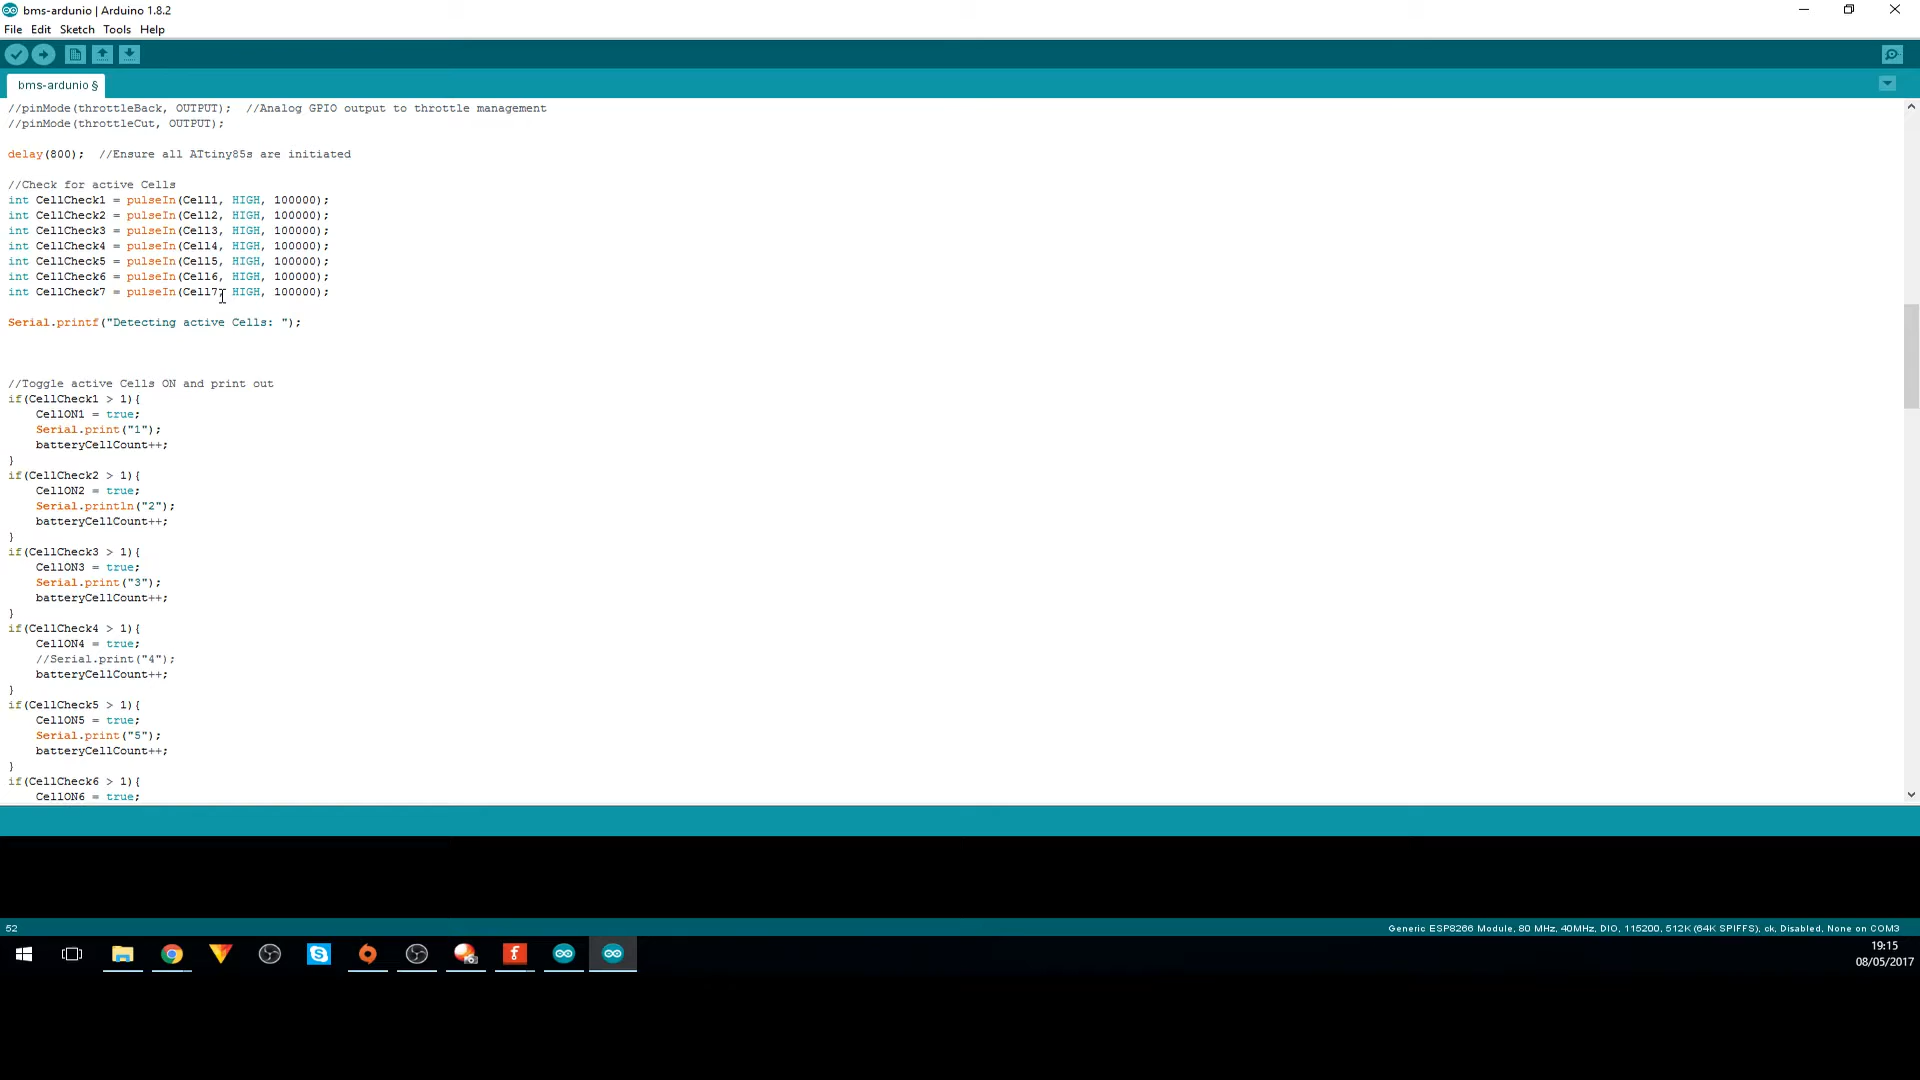 bms-ardunio | Arduino 1.8.2
File Edit Sketch Tools Help
bms-ardunio §
//pinMode(throttleBack, OUTPUT);  //Analog GPIO output to throttle management
//pinMode(throttleCut, OUTPUT);
delay(800);  //Ensure all ATtiny85s are initiated
//Check for active Cells
int CellCheck1 = pulseIn(Cell1, HIGH, 100000);
int CellCheck2 = pulseIn(Cell2, HIGH, 100000);
int CellCheck3 = pulseIn(Cell3, HIGH, 100000);
int CellCheck4 = pulseIn(Cell4, HIGH, 100000);
int CellCheck5 = pulseIn(Cell5, HIGH, 100000);
int CellCheck6 = pulseIn(Cell6, HIGH, 100000);
int CellCheck7 = pulseIn(Cell7, HIGH, 100000);
Serial.printf("Detecting active Cells: ");
//Toggle active Cells ON and print out
if(CellCheck1 > 1){
    CellON1 = true;
    Serial.print("1");
    batteryCellCount++;
}
if(CellCheck2 > 1){
    CellON2 = true;
    Serial.println("2");
    batteryCellCount++;
}
if(CellCheck3 > 1){
    CellON3 = true;
    Serial.print("3");
    batteryCellCount++;
}
if(CellCheck4 > 1){
    CellON4 = true;
    //Serial.print("4");
    batteryCellCount++;
}
if(CellCheck5 > 1){
    CellON5 = true;
    Serial.print("5");
    batteryCellCount++;
}
if(CellCheck6 > 1){
    CellON6 = true;
52
Generic ESP8266 Module, 80 MHz, 40MHz, DIO, 115200, 512K (64K SPIFFS), ck, Disabled, None on COM3
19:15
08/05/2017